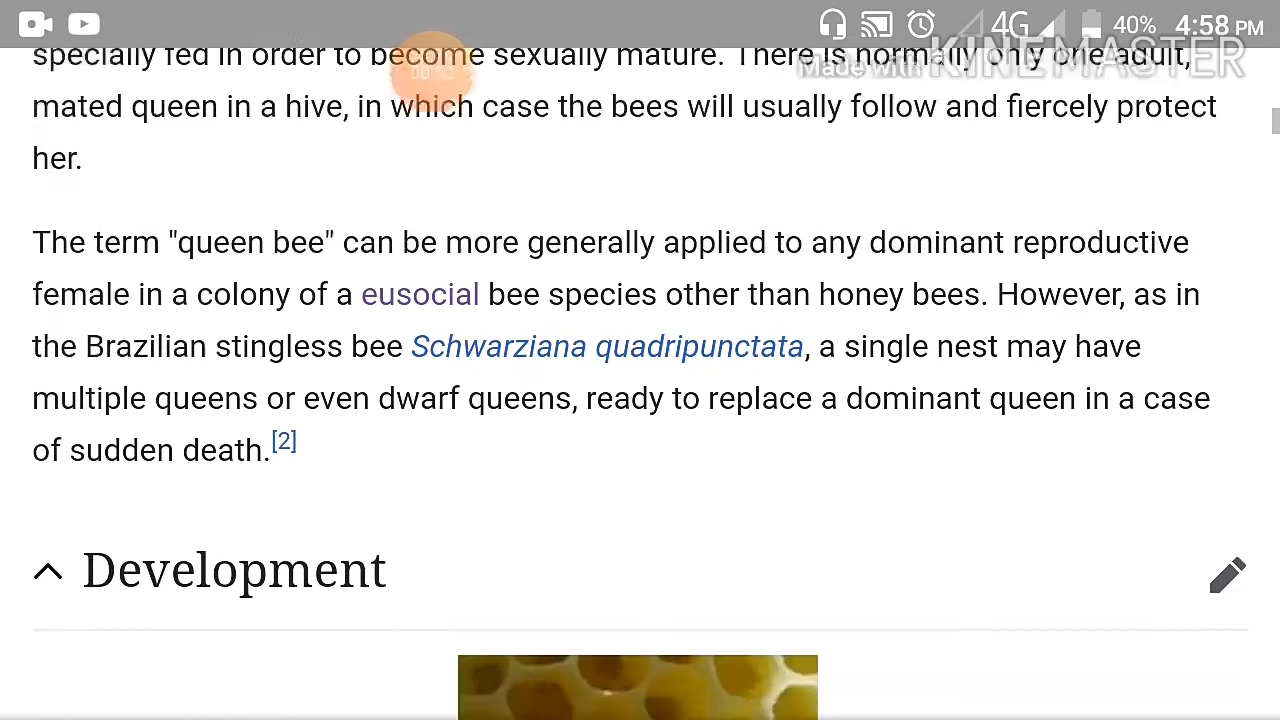 4G 40% 4:58 PM
Made with KINEMASTER
specially fed in order to become sexually mature. There is normally only one adult,
mated queen in a hive, in which case the bees will usually follow and fiercely protect
her.
The term "queen bee" can be more generally applied to any dominant reproductive
female in a colony of a eusocial bee species other than honey bees. However, as in
the Brazilian stingless bee Schwarziana quadripunctata, a single nest may have
multiple queens or even dwarf queens, ready to replace a dominant queen in a case
of sudden death.[2]
Development